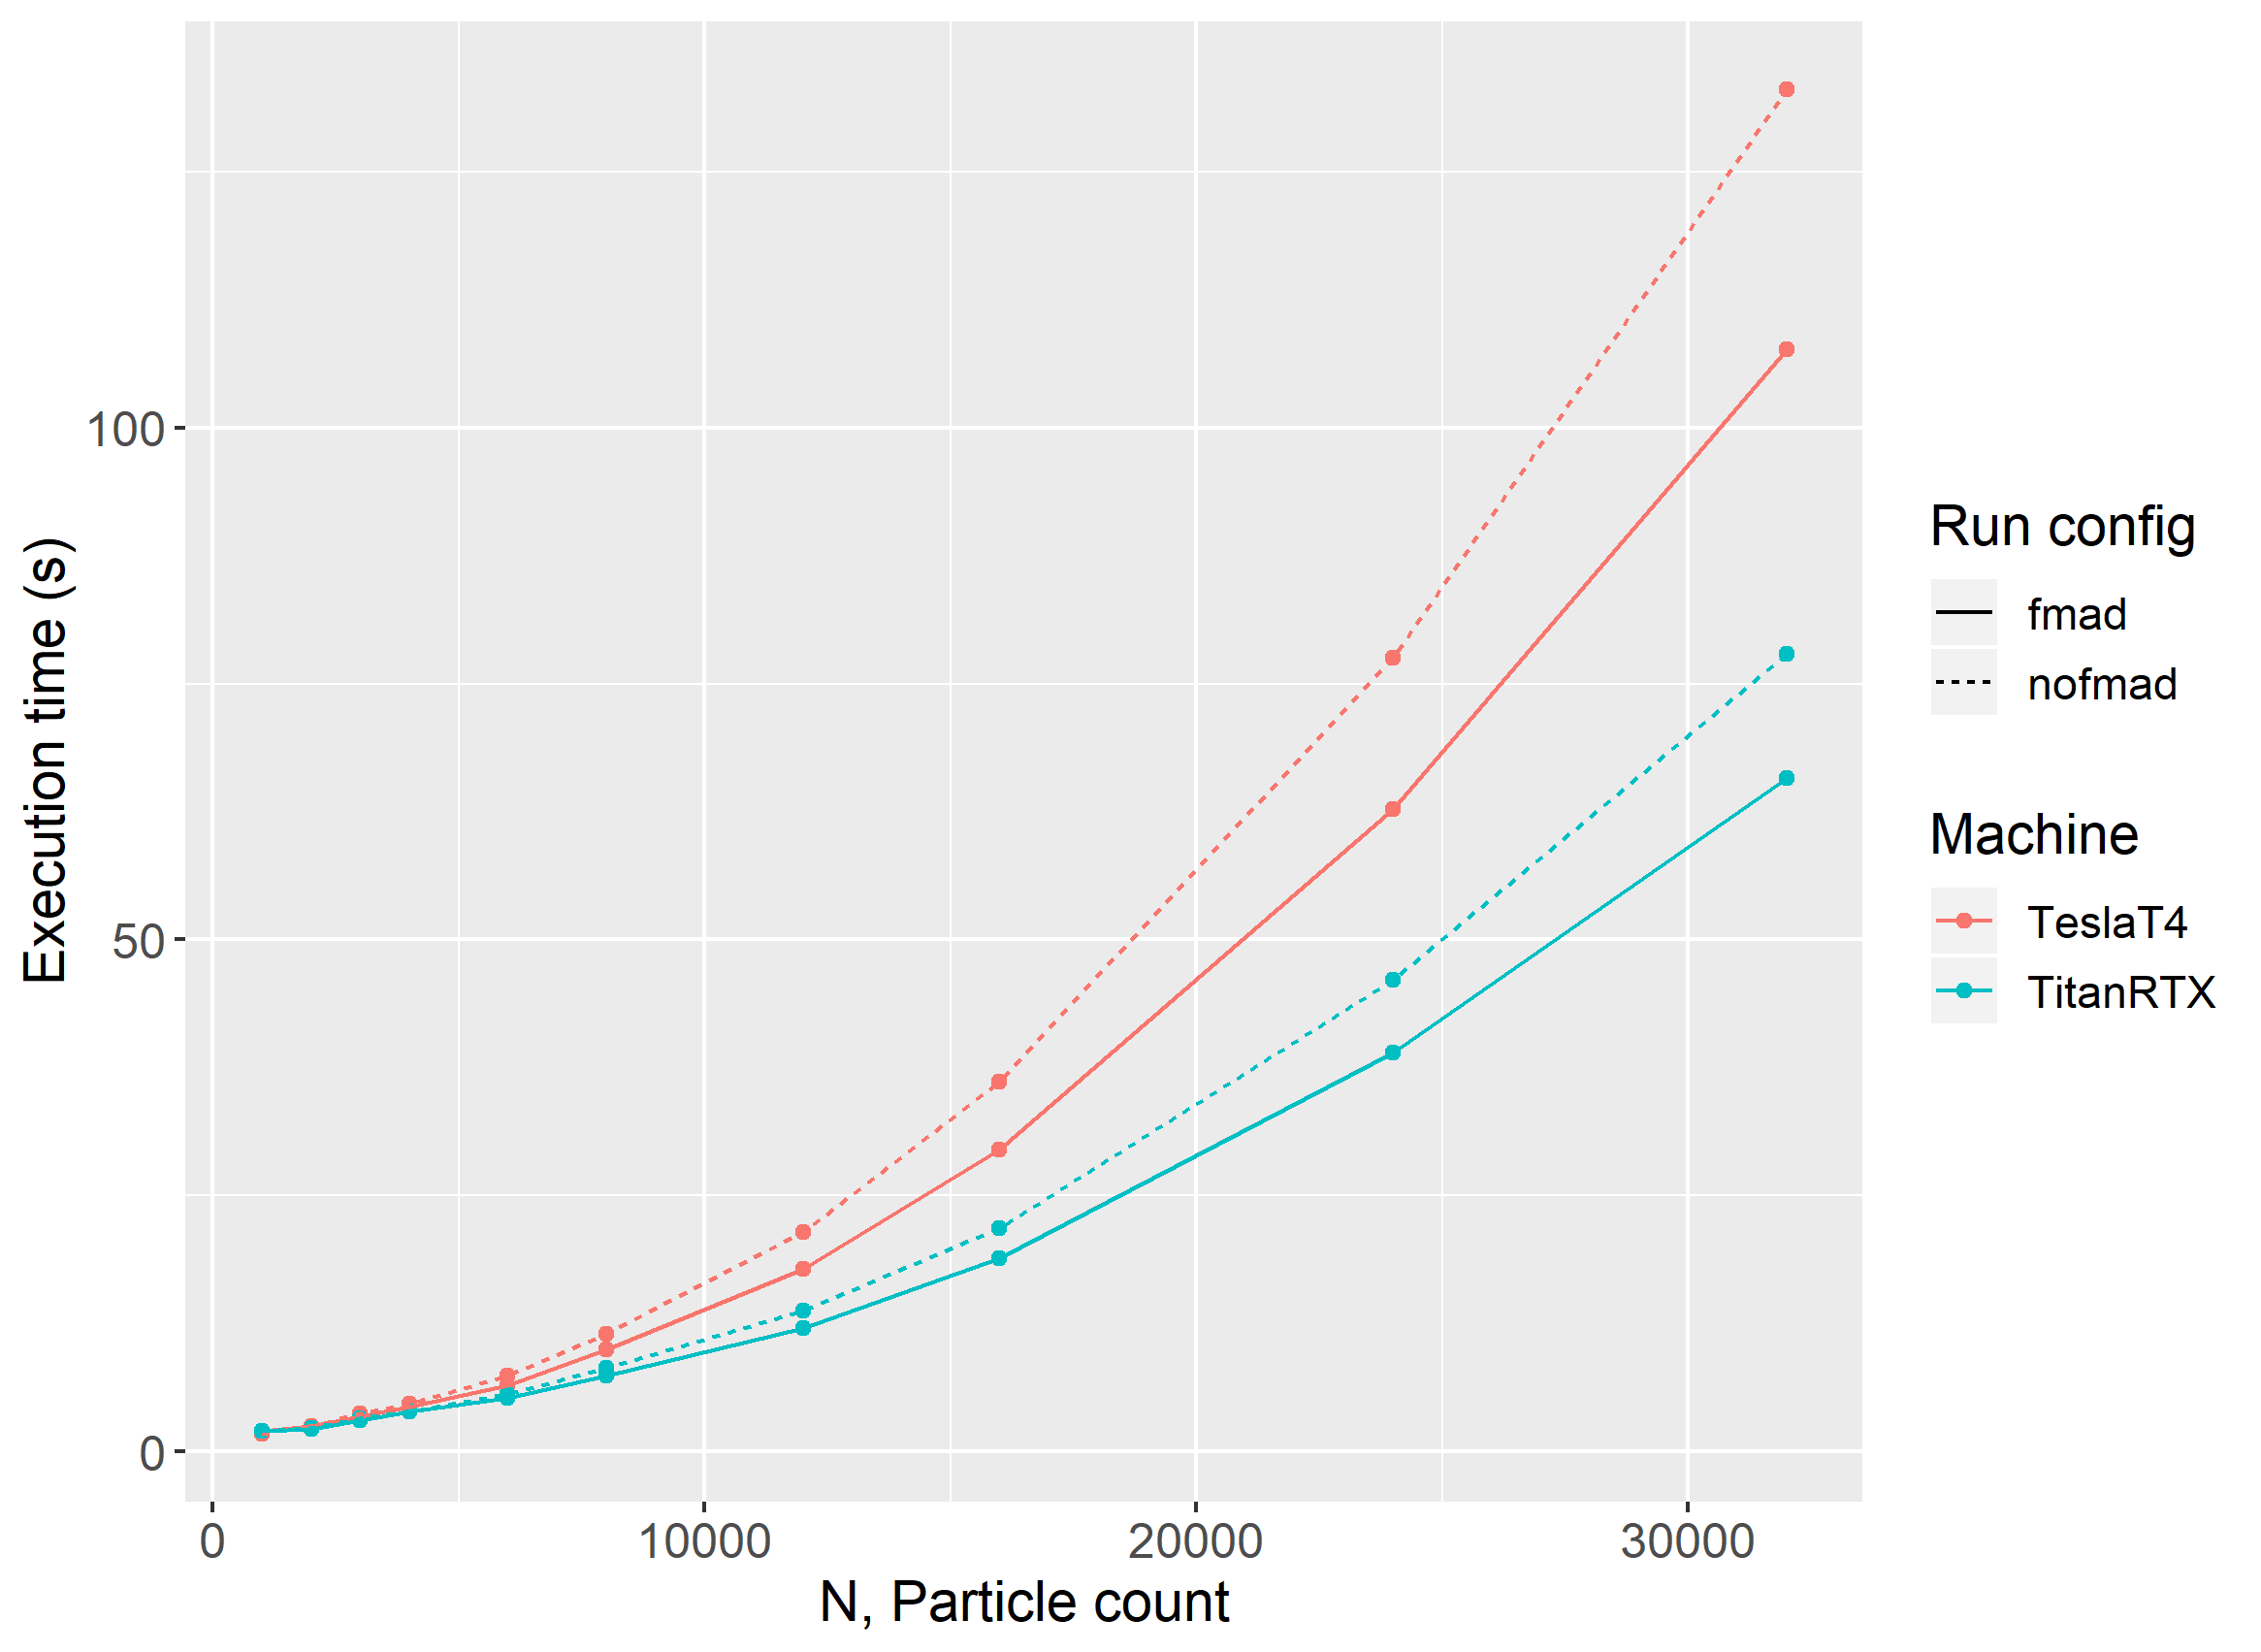 Execution time (s)
100
50
0
0 10000 20000 30000
N, Particle count
Run config
fmad
nofmad
Machine
TeslaT4
TitanRTX